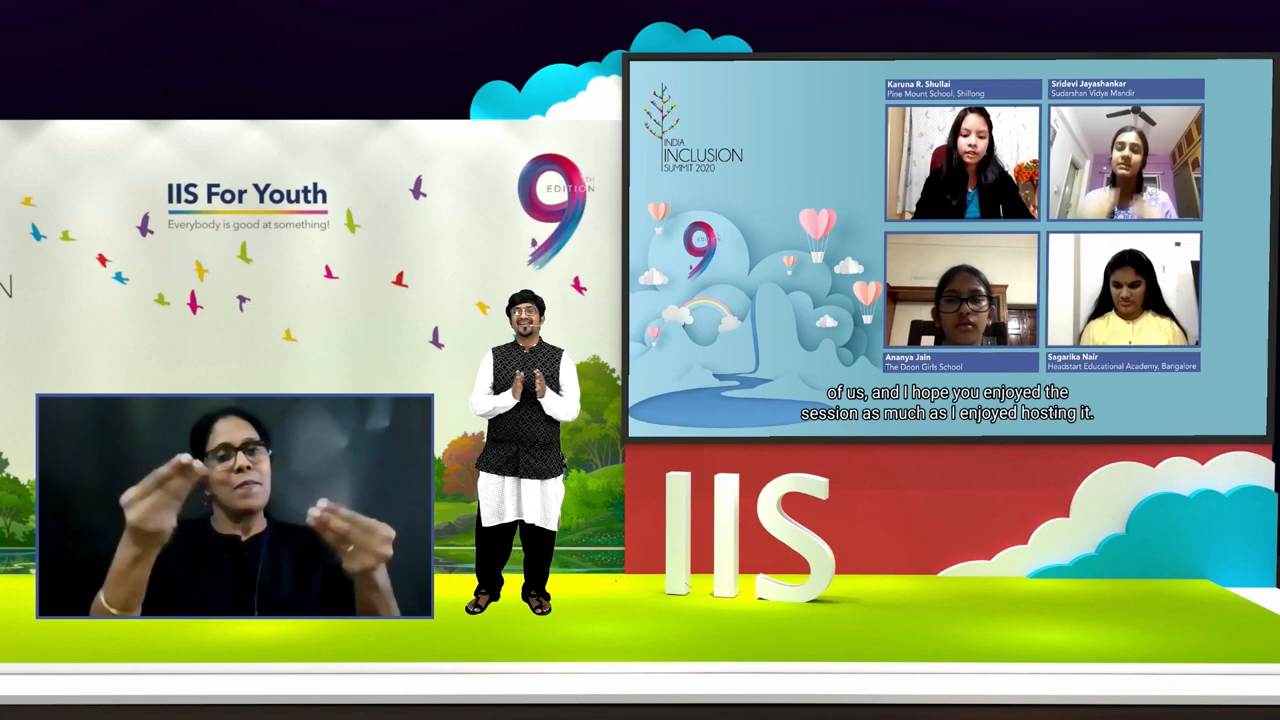 IIS For Youth
Everybody is good at something!
9
TH
EDITION
N
INDIA
INCLUSION
SUMMIT 2020
9
Karuna R. Shullai
Pine Mount School, Shillong
Sridevi Jayashankar
Sudarshan Vidya Mandir
Ananya Jain
The Doon Girls School
Sagarika Nair
Headstart Educational Academy, Bangalore
of us, and I hope you enjoyed the
session as much as I enjoyed hosting it.
IIS